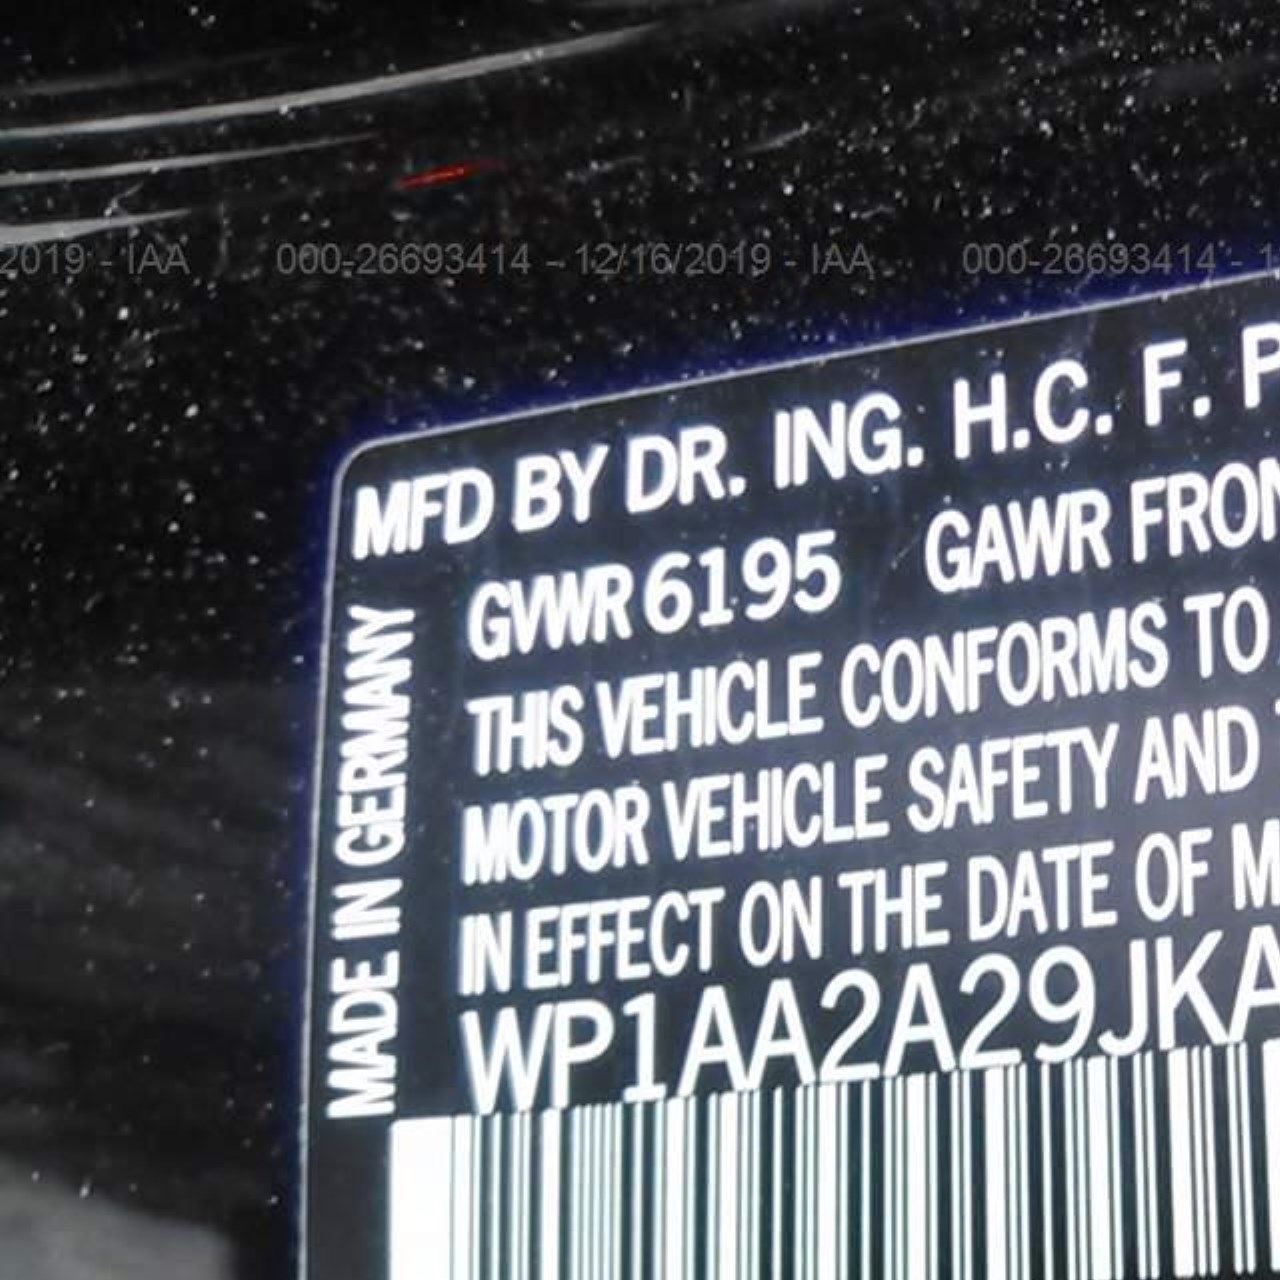 2019 - IAA 000-26693414 - 12/16/2019 - IAA 000-26693414 - 1
MFD BY DR. ING. H.C. F. P
GVWR 6195 GAWR FRON
THIS VEHICLE CONFORMS TO
MOTOR VEHICLE SAFETY AND
IN EFFECT ON THE DATE OF M
WP1AA2A29JKA
MADE IN GERMANY